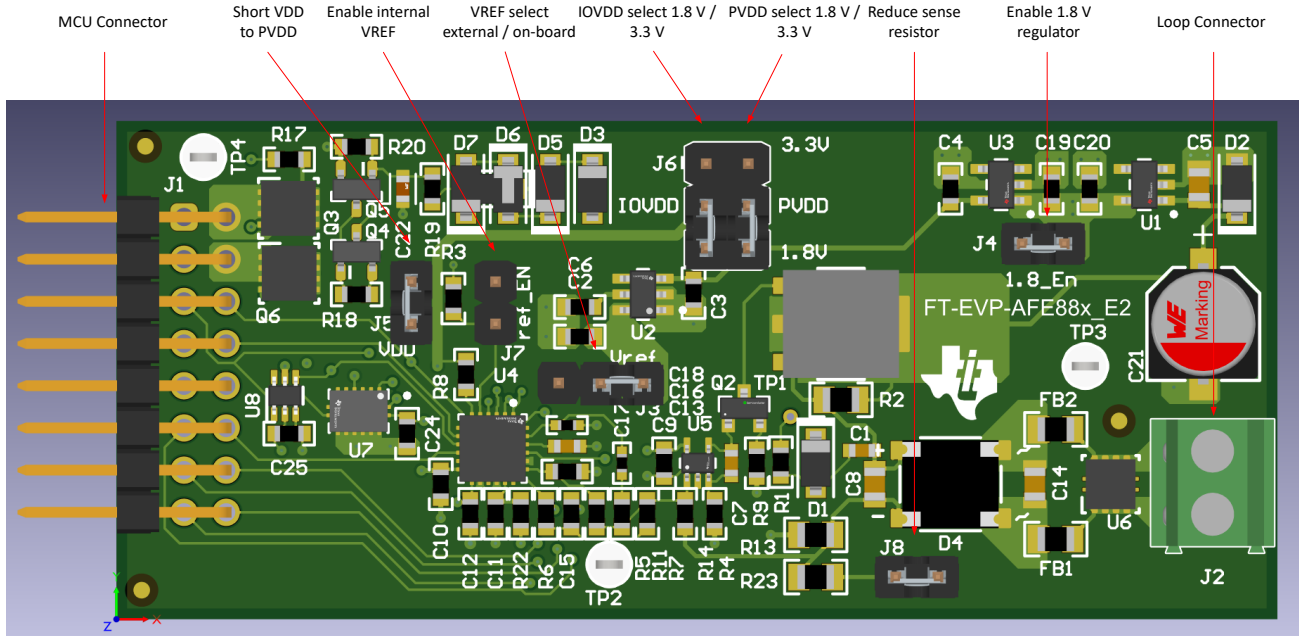 MCU Connector
Short VDD
to PVDD
Enable internal
VREF
VREF select
external / on-board
IOVDD select 1.8 V /
3.3 V
PVDD select 1.8 V /
3.3 V
Reduce sense
resistor
Enable 1.8 V
regulator
Loop Connector
TP4
R17
R20
D7
D6
D5
D3
J6
3.3V
C4
U3
C19
C20
C5
D2
J1
Q3
Q5
Q4
C22
R19
IOVDD
PVDD
U1
J4
1.8V
1.8_En
+
Q6
R18
J5
VDD
R3
ref_EN
J7
C6
C2
U2
C3
FT-EVP-AFE88x_E2
WE
Marking
TP3
C21
U8
C25
U7
C24
R8
U4
Vref
C18
C16
C13
J3
C17
Q2
TP1
R2
C9
U5
C1
FB2
C8
+
~
C14
U6
C10
C12
C11
R22
R6
C15
TP2
R5
R11
R7
R14
R4
C7
R9
R1
D1
R13
R23
J8
D4
-
~
FB1
J2
Y
Z
X